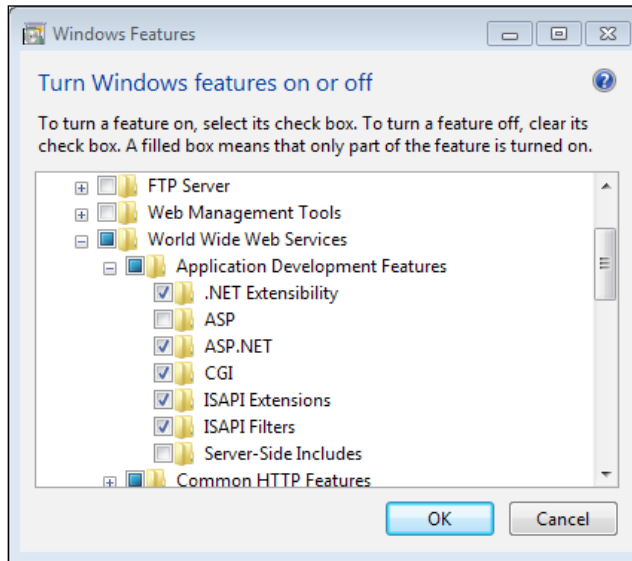 Windows Features
Turn Windows features on or off
To turn a feature on, select its check box. To turn a feature off, clear its
check box. A filled box means that only part of the feature is turned on.
FTP Server
Web Management Tools
World Wide Web Services
Application Development Features
.NET Extensibility
ASP
ASP.NET
CGI
ISAPI Extensions
ISAPI Filters
Server-Side Includes
Common HTTP Features
OK Cancel